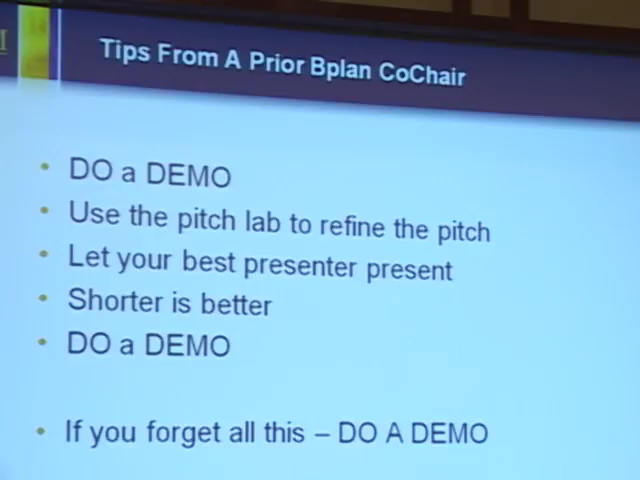 Tips From A Prior Bplan CoChair
• DO a DEMO
• Use the pitch lab to refine the pitch
• Let your best presenter present
• Shorter is better
• DO a DEMO
• If you forget all this – DO A DEMO